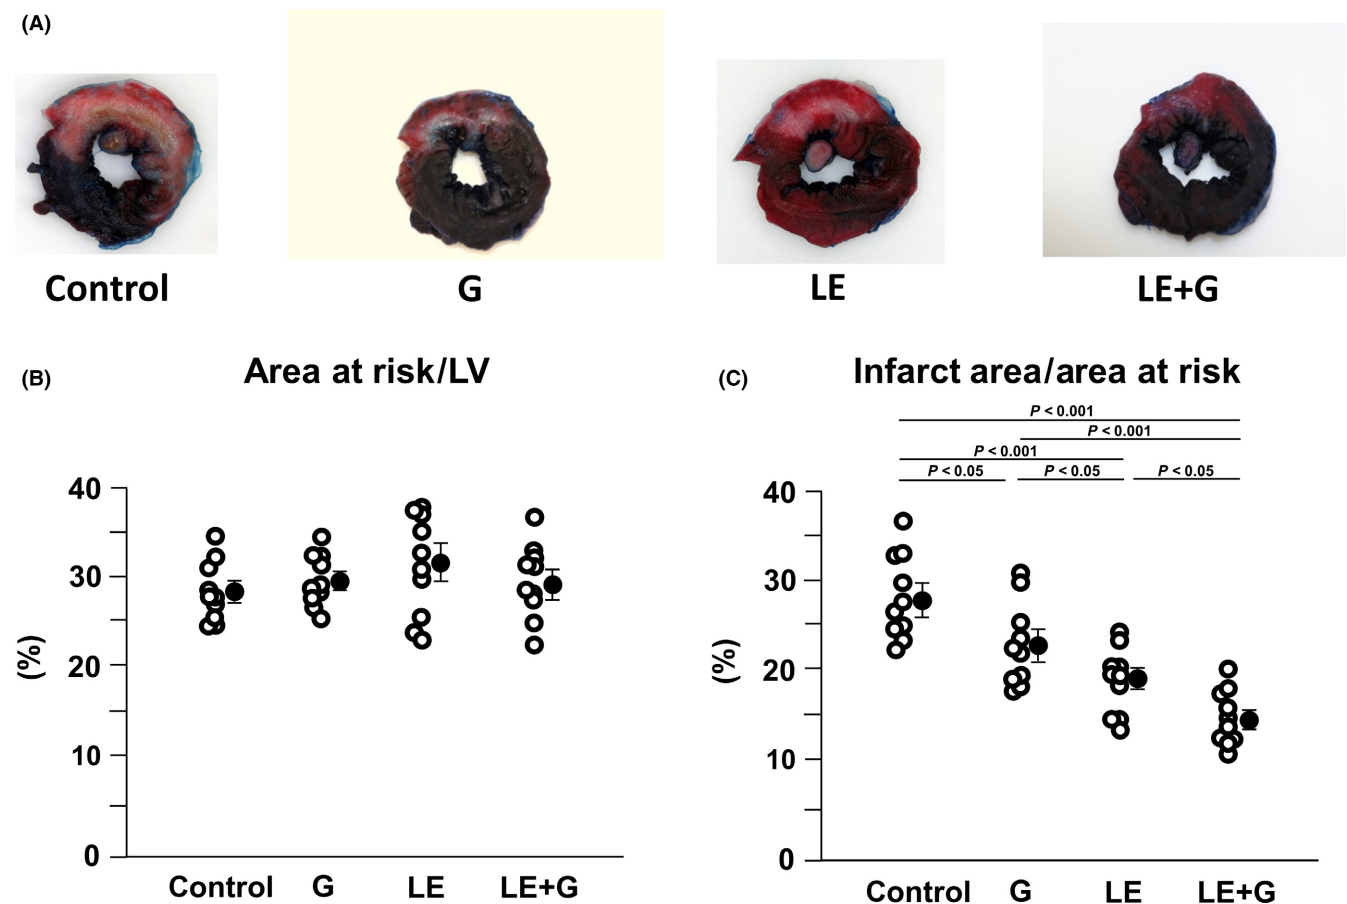 (A)
Control
G
LE
LE+G
(B)
Area at risk/LV
(%)
40
30
20
10
0
Control
G
LE
LE+G
(C)
Infarct area/area at risk
P < 0.001
P < 0.001
P < 0.001
P < 0.05
P < 0.05
P < 0.05
(%)
40
30
20
10
0
Control
G
LE
LE+G